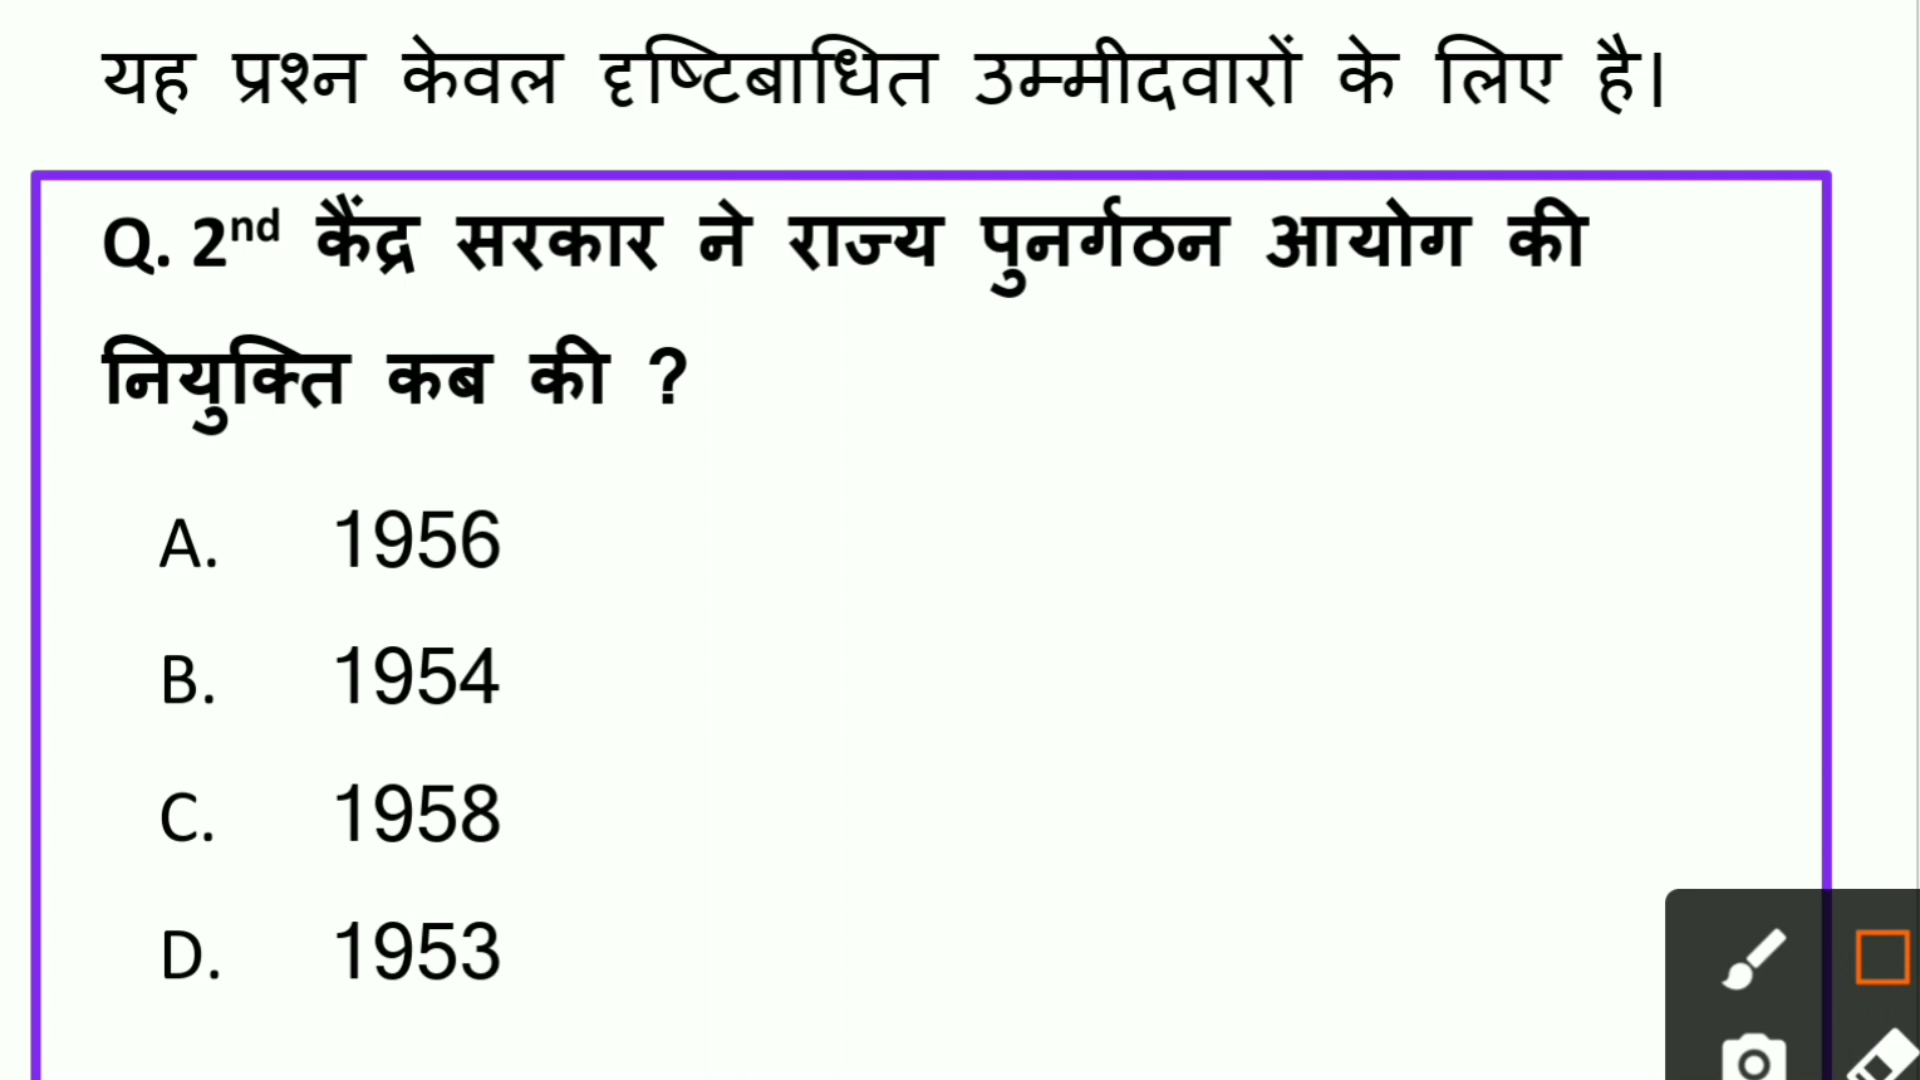 यह प्रश्न केवल दृष्टिबाधित उम्मीदवारों के लिए है।
Q. 2nd कैंद्र सरकार ने राज्य पुनर्गठन आयोग की
नियुक्ति कब की ?
A. 1956
B. 1954
C. 1958
D. 1953